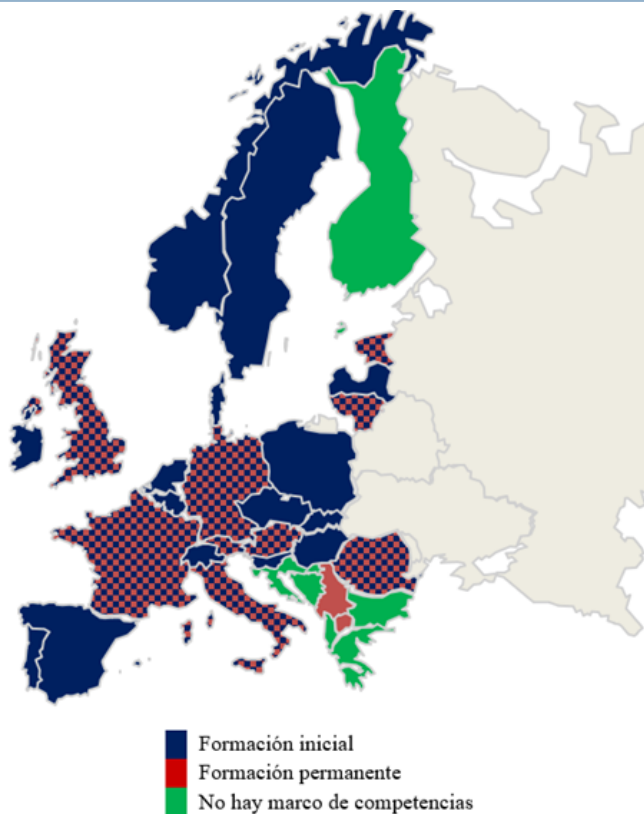 Formación inicial
Formación permanente
No hay marco de competencias